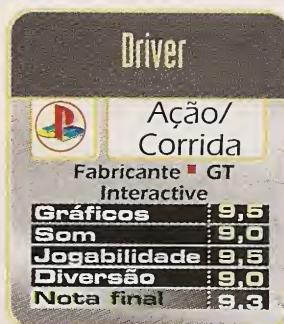 Driver
Ação/
Corrida
Fabricante ▪ GT
Interactive
Gráficos 9,5
Som 9,0
Jogabilidade 9,5
Diversão 9,0
Nota final 9,3